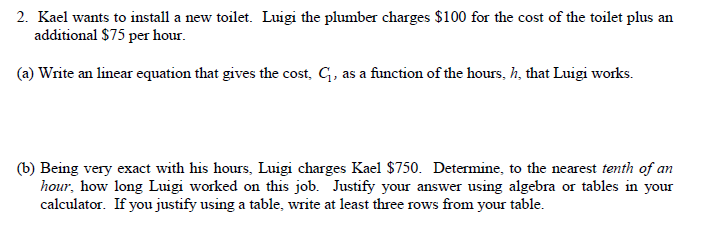 2. Kael wants to install a new toilet. Luigi the plumber charges $100 for the cost of the toilet plus an
additional $75 per hour.
(a) Write an linear equation that gives the cost, C₁, as a function of the hours, h, that Luigi works.
(b) Being very exact with his hours, Luigi charges Kael $750. Determine, to the nearest tenth of an
hour, how long Luigi worked on this job. Justify your answer using algebra or tables in your
calculator. If you justify using a table, write at least three rows from your table.